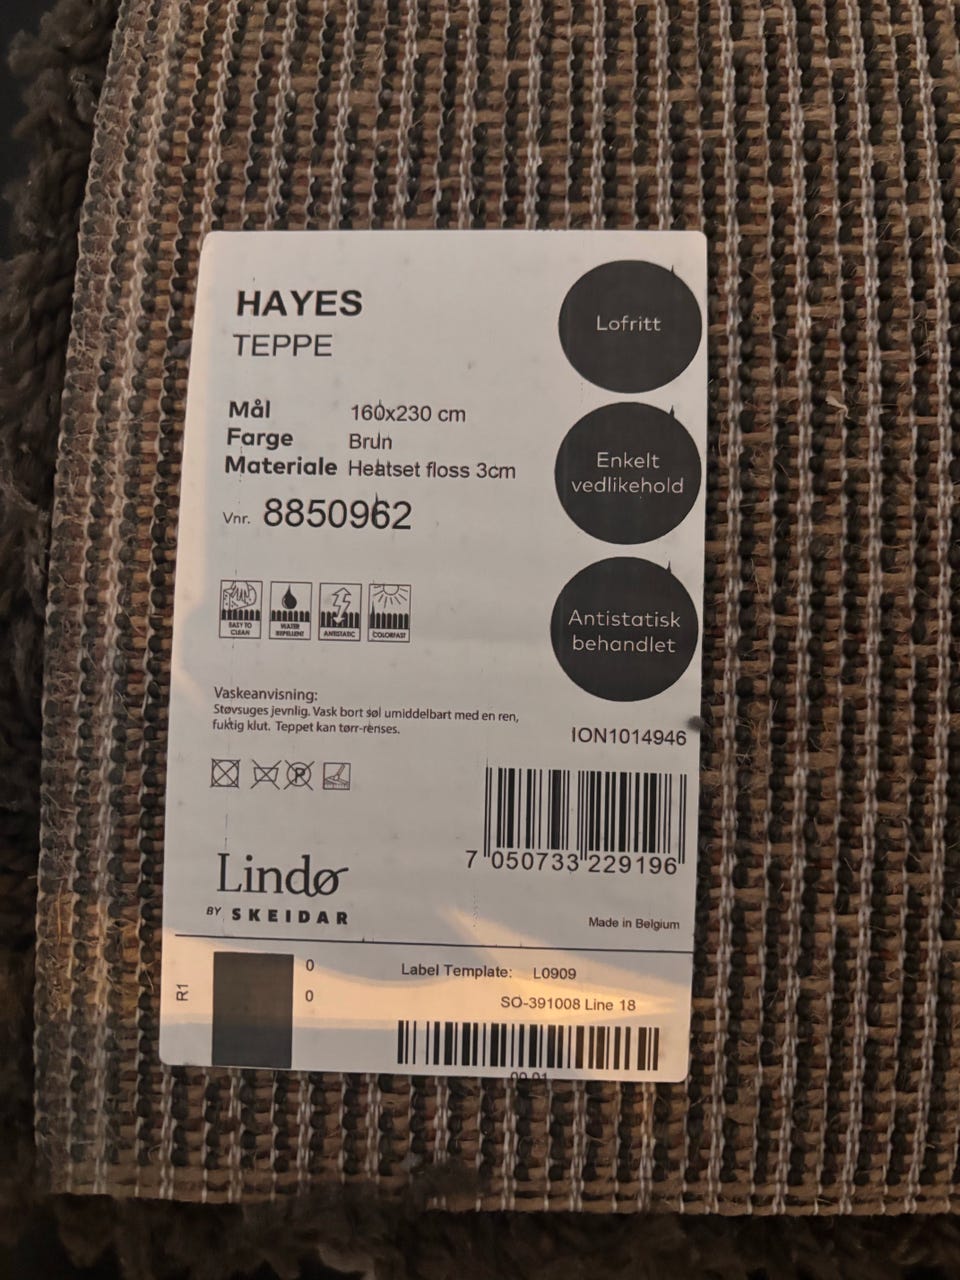 HAYES
TEPPE
Mål 160x230 cm
Farge Brun
Materiale Heatset floss 3cm
Vnr. 8850962
Lofritt
Enkelt
vedlikehold
Antistatisk
behandlet
EASY TO
CLEAN
WATER
REPELLENT
ANTISTATIC
COLORFAST
Vaskeanvisning:
Støvsuges jevnlig. Vask bort søl umiddelbart med en ren,
fuktig klut. Teppet kan tørr-renses.
P
ION1014946
7 050733 229196
Lindø
BY SKEIDAR
Made in Belgium
R1
0
0
Label Template: L0909
SO-391008 Line 18